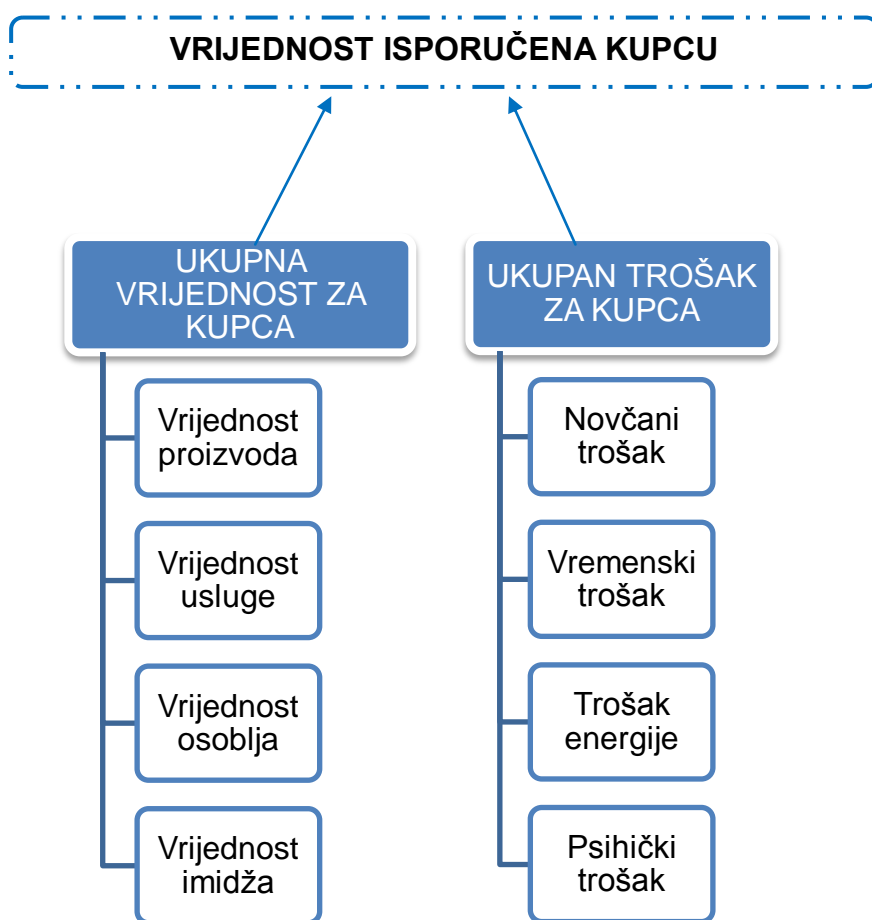 VRIJEDNOST ISPORUČENA KUPCU
UKUPNA
VRIJEDNOST ZA
KUPCA
Vrijednost
proizvoda
Vrijednost
usluge
Vrijednost
osoblja
Vrijednost
imidža
UKUPAN TROŠAK
ZA KUPCA
Novčani
trošak
Vremenski
trošak
Trošak
energije
Psihički
trošak